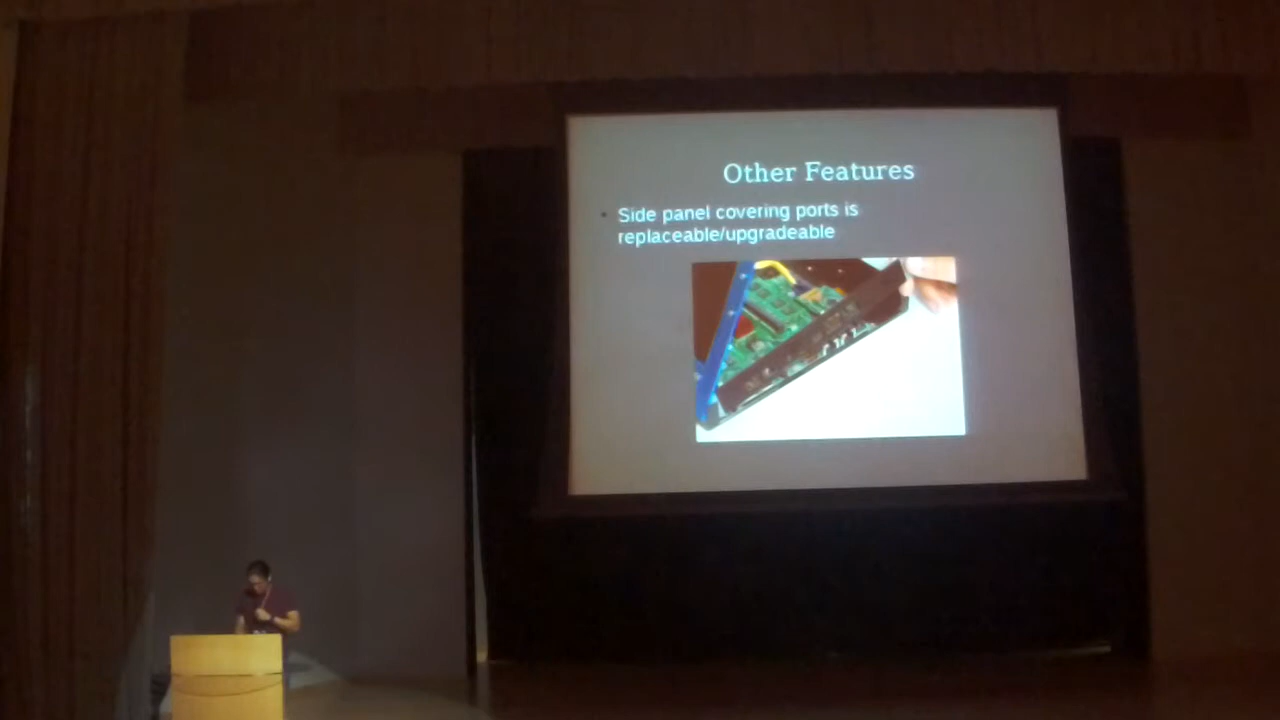 Other Features
• Side panel covering ports is
replaceable/upgradeable